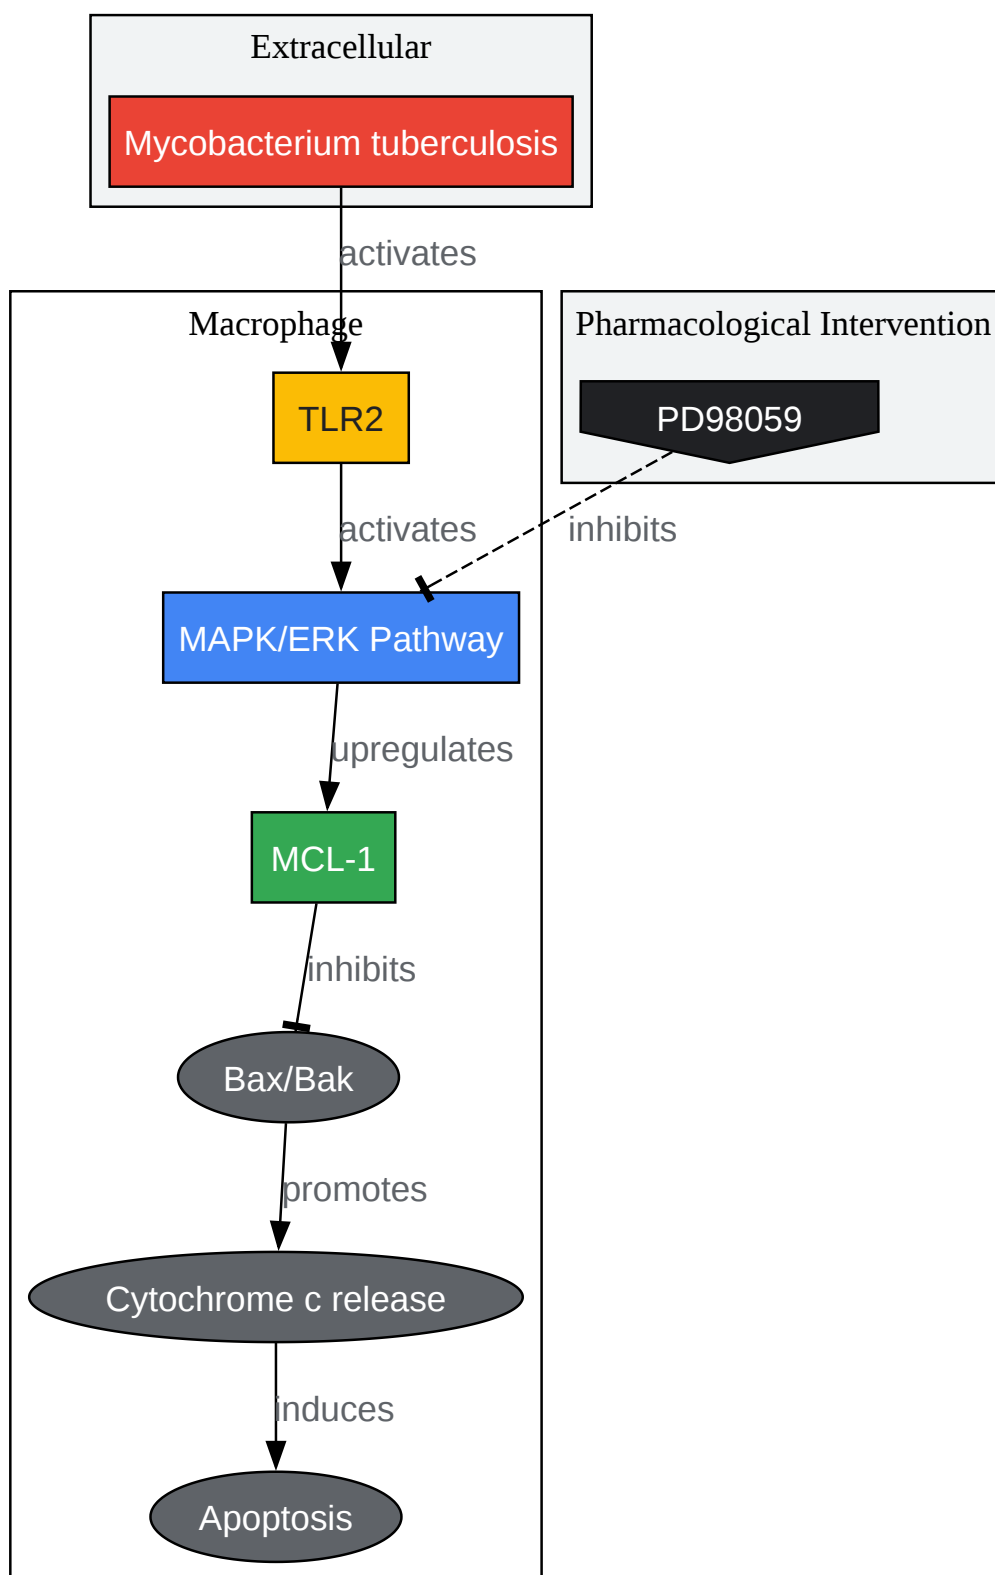 Extracellular
Mycobacterium tuberculosis
activates
Macrophage
Pharmacological Intervention
TLR2
PD98059
activates
inhibits
MAPK/ERK Pathway
upregulates
MCL-1
inhibits
Bax/Bak
promotes
Cytochrome c release
induces
Apoptosis